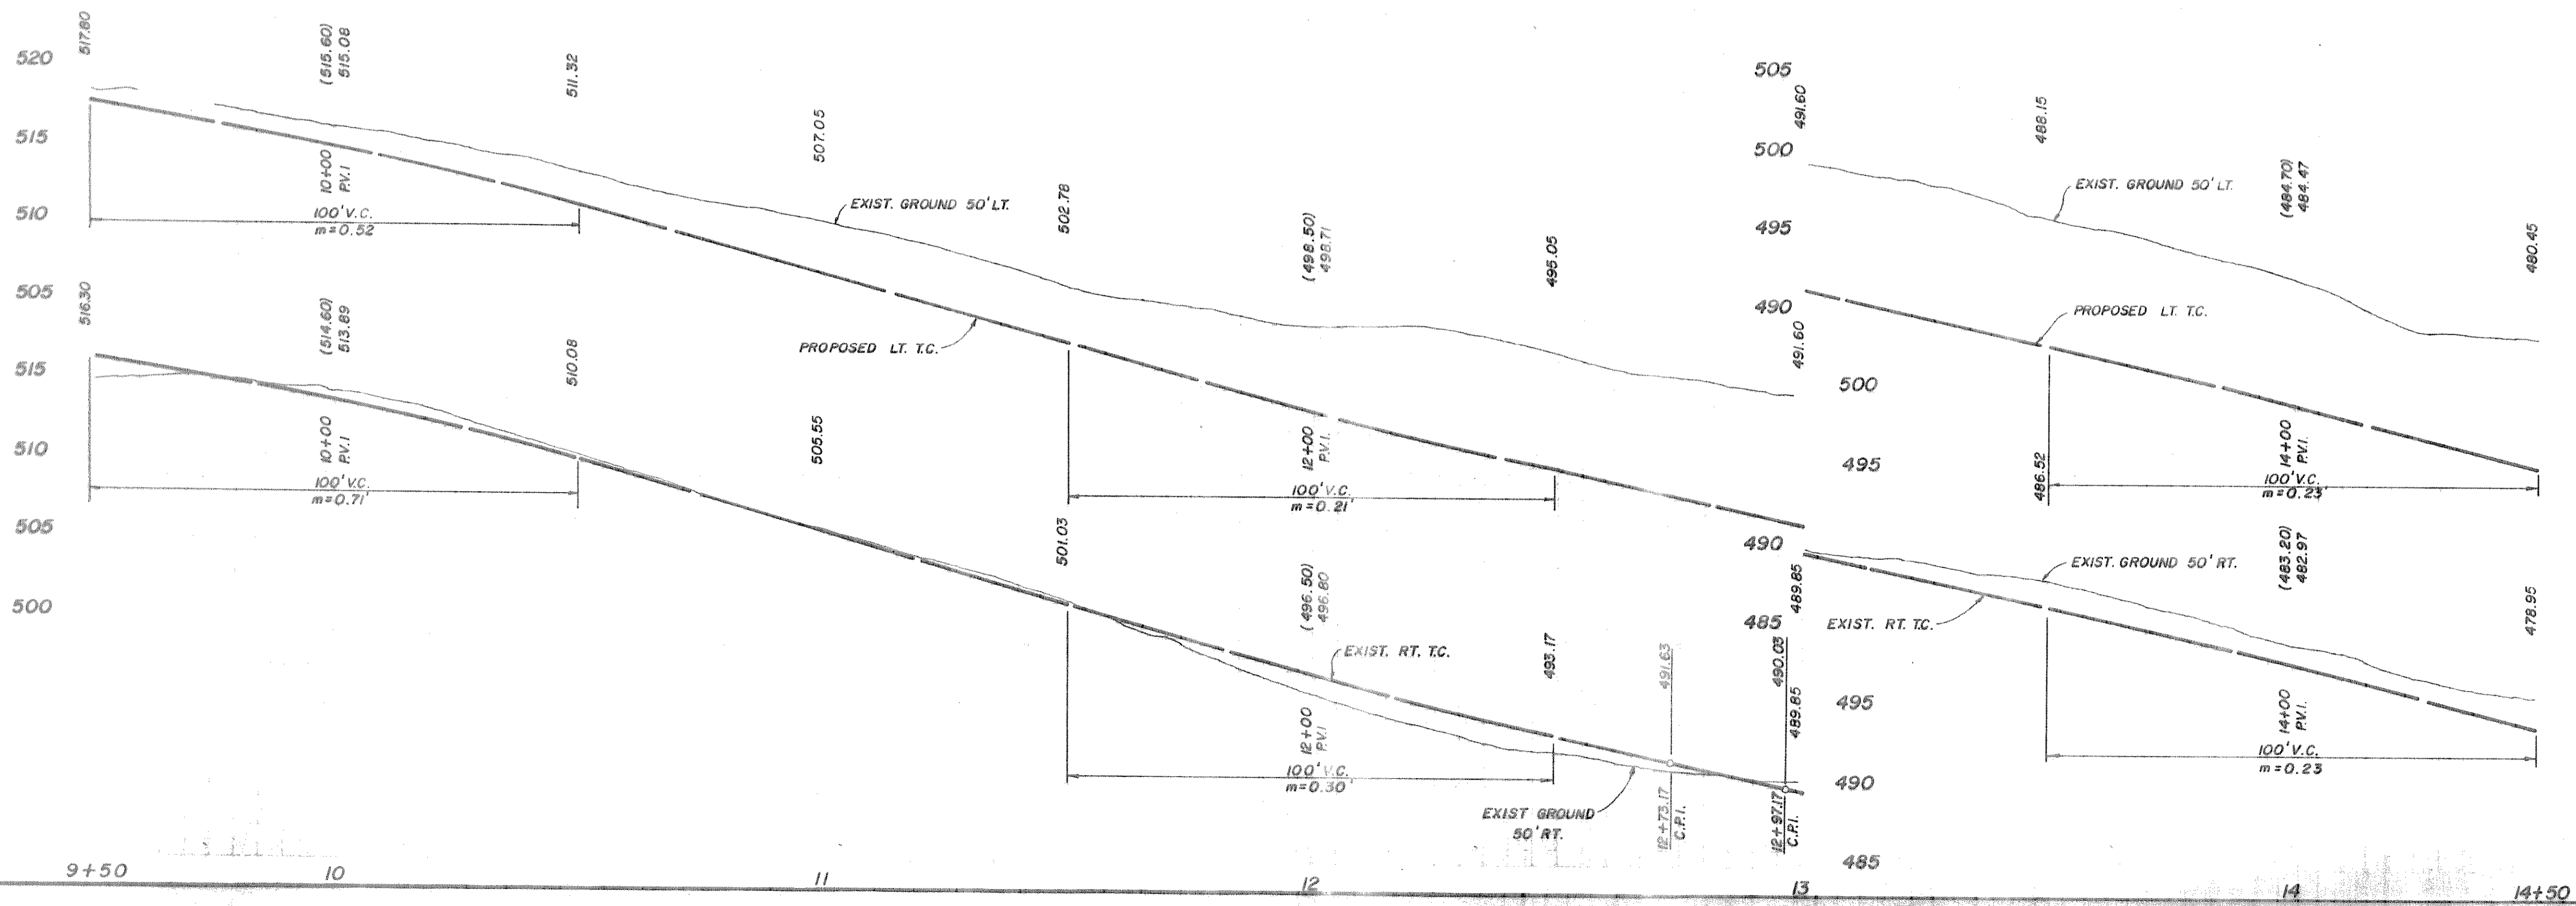 520
515
510
505
515
510
505
500
517.80
(515.60)
515.08
511.32
507.05
502.78
(498.50)
498.71
495.05
10+00
P.V.I
100' V.C.
m=0.52
EXIST. GROUND 50' LT.
PROPOSED LT. T.C.
12+00
P.V.I.
100' V.C.
m=0.21'
516.30
(514.60)
513.89
510.08
505.55
501.03
(496.50)
496.80
493.17
491.63
490.03
489.85
489.85
10+00
P.V.I
100' V.C.
m=0.71'
EXIST. RT. T.C.
12+00
P.V.I
100' V.C.
m=0.30'
EXIST GROUND
50' RT.
12+73.17
C.P.I.
12+97.17
C.P.I.
505
500
495
490
490
485
491.60
491.60
488.15
(484.70)
484.47
480.45
EXIST. GROUND 50' LT.
PROPOSED LT. T.C.
14+00
P.V.I.
100' V.C.
m=0.23'
500
495
495
490
485
486.52
(483.20)
482.97
478.95
EXIST. GROUND 50' RT.
EXIST. RT. T.C.
14+00
P.V.I.
100' V.C.
m=0.23
9+50 10 11 12 13 14 14+50